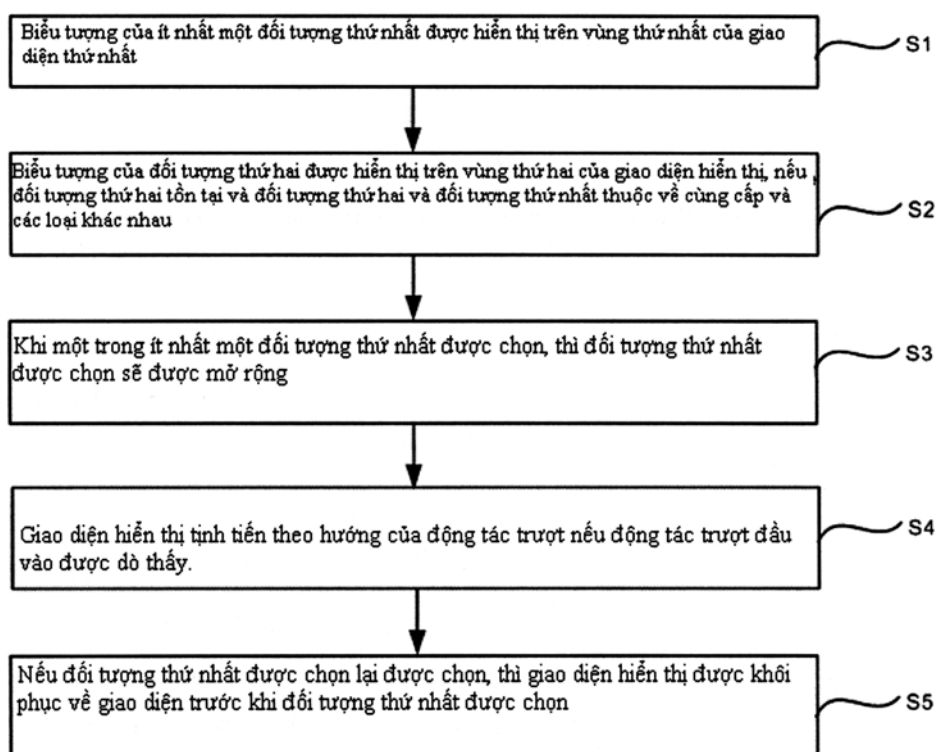 Biểu tượng của ít nhất một đối tượng thứ nhất được hiển thị trên vùng thứ nhất của giao
diện thứ nhất
S1
Biểu tượng của đối tượng thứ hai được hiển thị trên vùng thứ hai của giao diện hiển thị, nếu
đối tượng thứ hai tồn tại và đối tượng thứ hai và đối tượng thứ nhất thuộc về cùng cấp và
các loại khác nhau
S2
Khi một trong ít nhất một đối tượng thứ nhất được chọn, thì đối tượng thứ nhất
được chọn sẽ được mở rộng
S3
Giao diện hiển thị tịnh tiến theo hướng của động tác trượt nếu động tác trượt đầu
vào được dò thấy.
S4
Nếu đối tượng thứ nhất được chọn lại được chọn, thì giao diện hiển thị được khôi
phục về giao diện trước khi đối tượng thứ nhất được chọn
S5